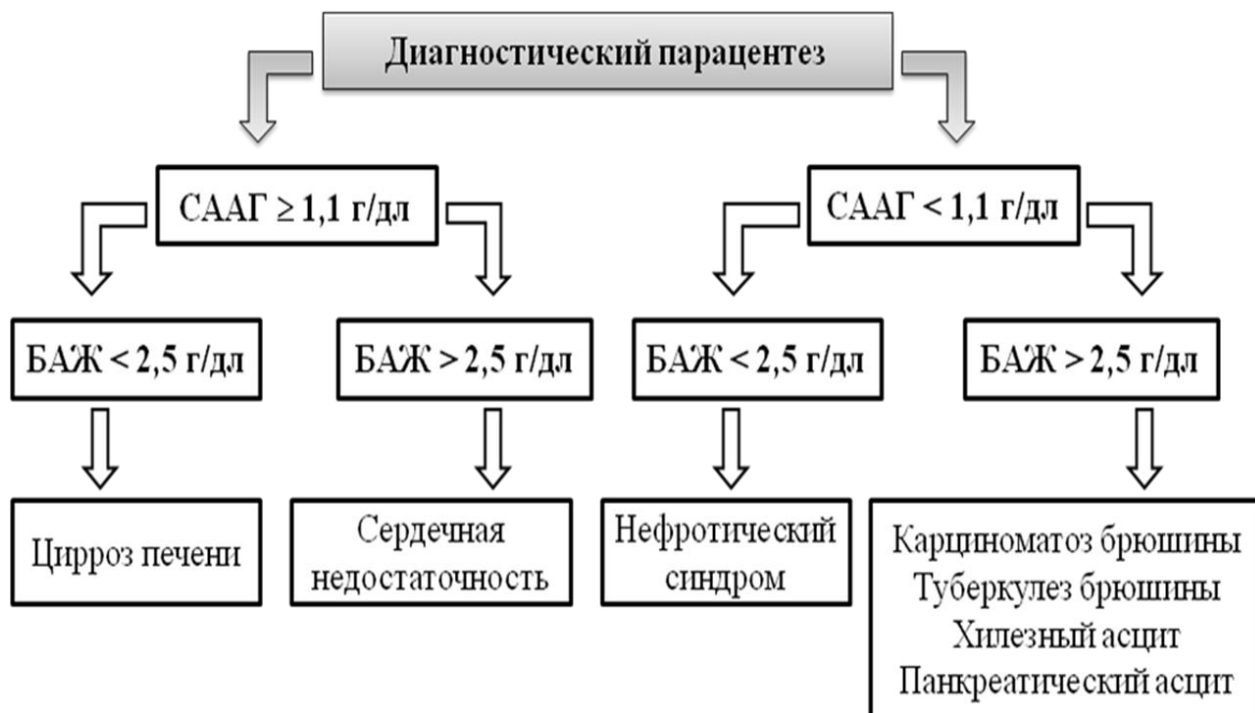 Диагностический парацентез
СААГ ≥ 1,1 г/дл
СААГ < 1,1 г/дл
БАЖ < 2,5 г/дл
БАЖ > 2,5 г/дл
БАЖ < 2,5 г/дл
БАЖ > 2,5 г/дл
Цирроз печени
Сердечная
недостаточность
Нефротический
синдром
Карциноматоз брюшины
Туберкулез брюшины
Хилезный асцит
Панкреатический асцит